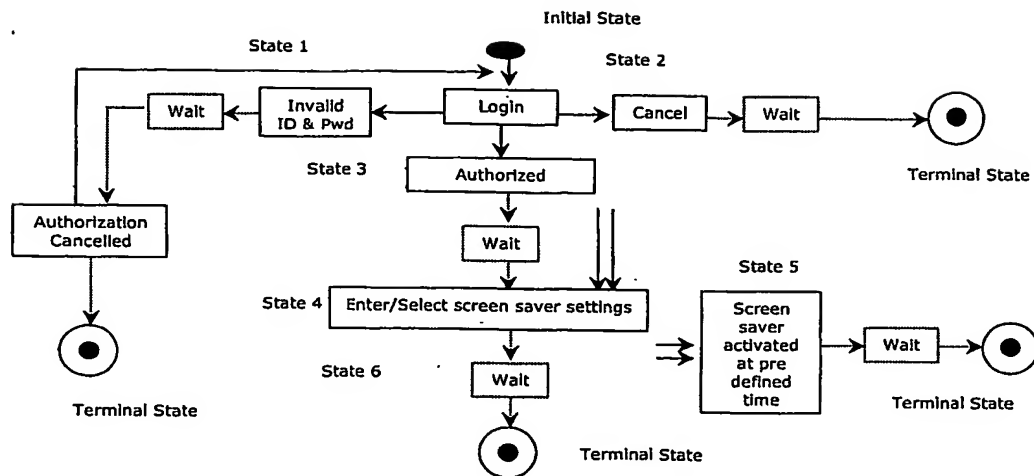 Initial State
State 1
State 2
Wait
Invalid
ID & Pwd
Login
Cancel
Wait
State 3
Authorized
Terminal State
Authorization
Cancelled
Wait
State 5
State 4
Enter/Select screen saver settings
Screen
saver
activated
at pre
defined
time
Wait
State 6
Wait
Terminal State
Terminal State
Terminal State